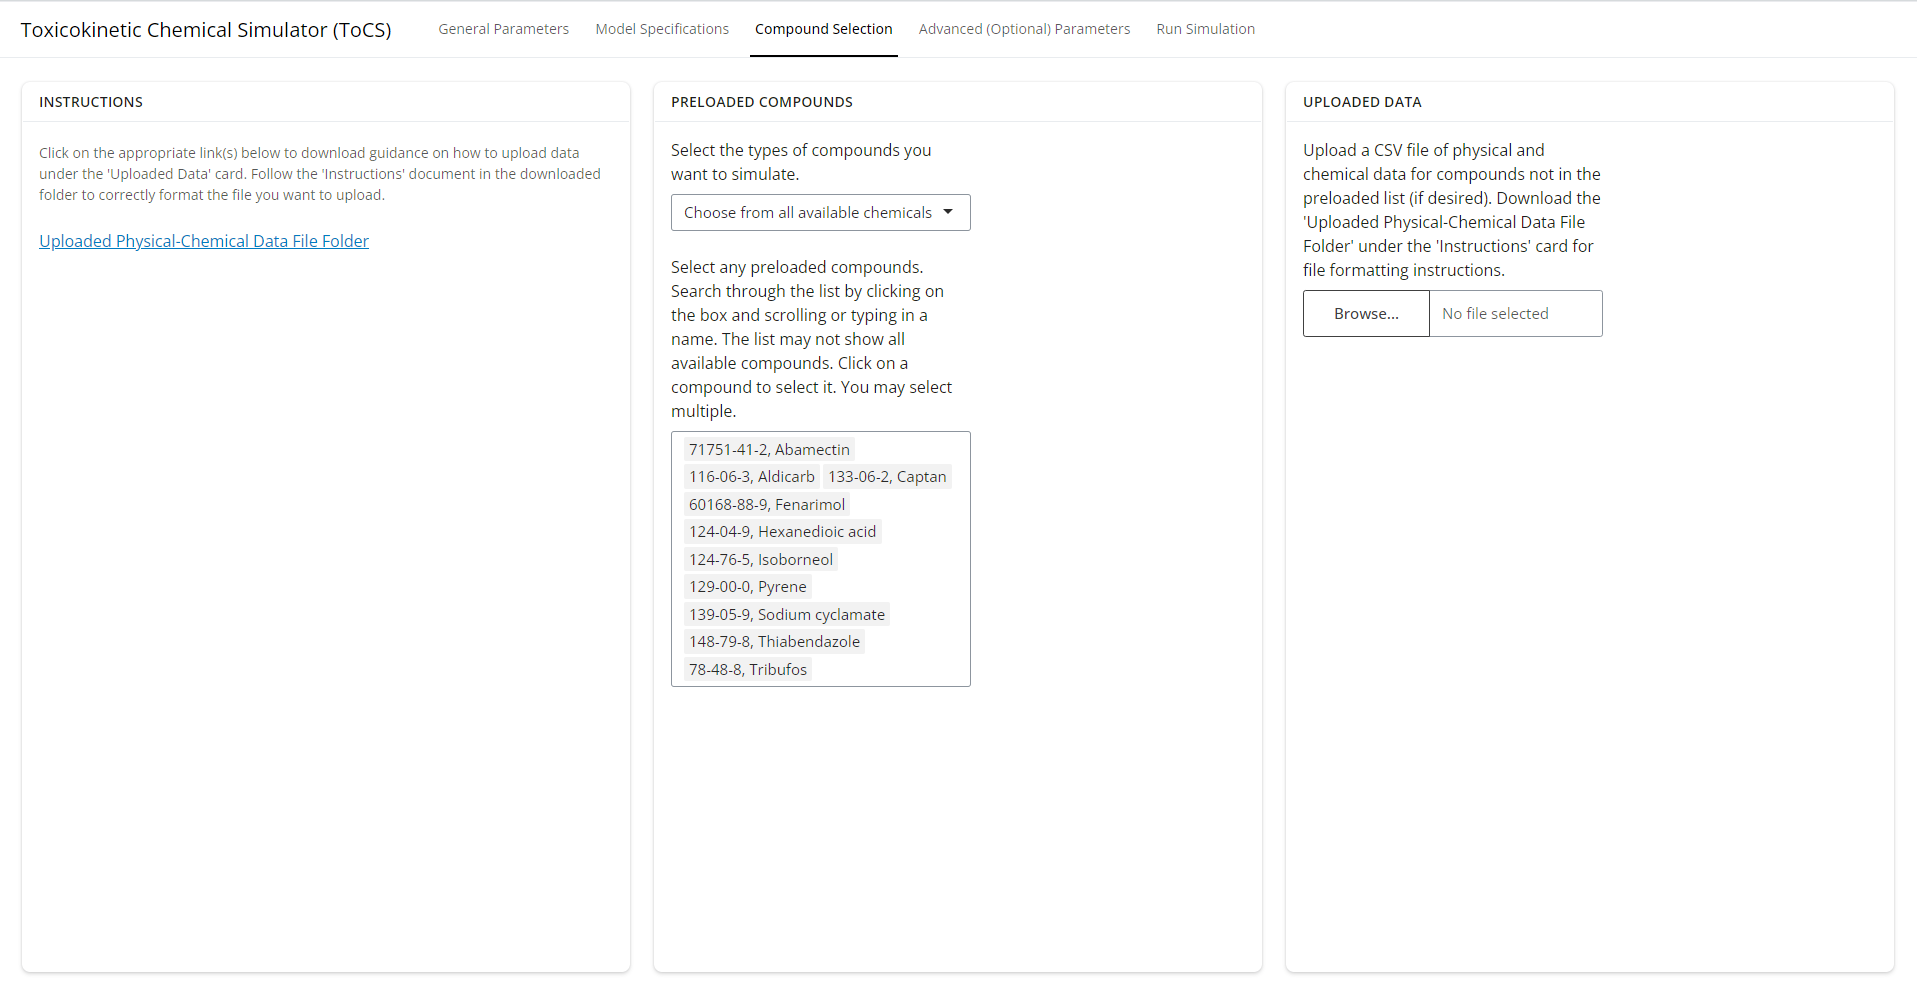 Toxicokinetic Chemical Simulator (ToCS)
General Parameters
Model Specifications
Compound Selection
Advanced (Optional) Parameters
Run Simulation
INSTRUCTIONS
Click on the appropriate link(s) below to download guidance on how to upload data
under the 'Uploaded Data' card. Follow the 'Instructions' document in the downloaded
folder to correctly format the file you want to upload.
Uploaded Physical-Chemical Data File Folder
PRELOADED COMPOUNDS
Select the types of compounds you
want to simulate.
Choose from all available chemicals
Select any preloaded compounds.
Search through the list by clicking on
the box and scrolling or typing in a
name. The list may not show all
available compounds. Click on a
compound to select it. You may select
multiple.
71751-41-2, Abamectin
116-06-3, Aldicarb 133-06-2, Captan
60168-88-9, Fenarimol
124-04-9, Hexanedioic acid
124-76-5, Isoborneol
129-00-0, Pyrene
139-05-9, Sodium cyclamate
148-79-8, Thiabendazole
78-48-8, Tribufos
UPLOADED DATA
Upload a CSV file of physical and
chemical data for compounds not in the
preloaded list (if desired). Download the
'Uploaded Physical-Chemical Data File
Folder' under the 'Instructions' card for
file formatting instructions.
Browse... No file selected